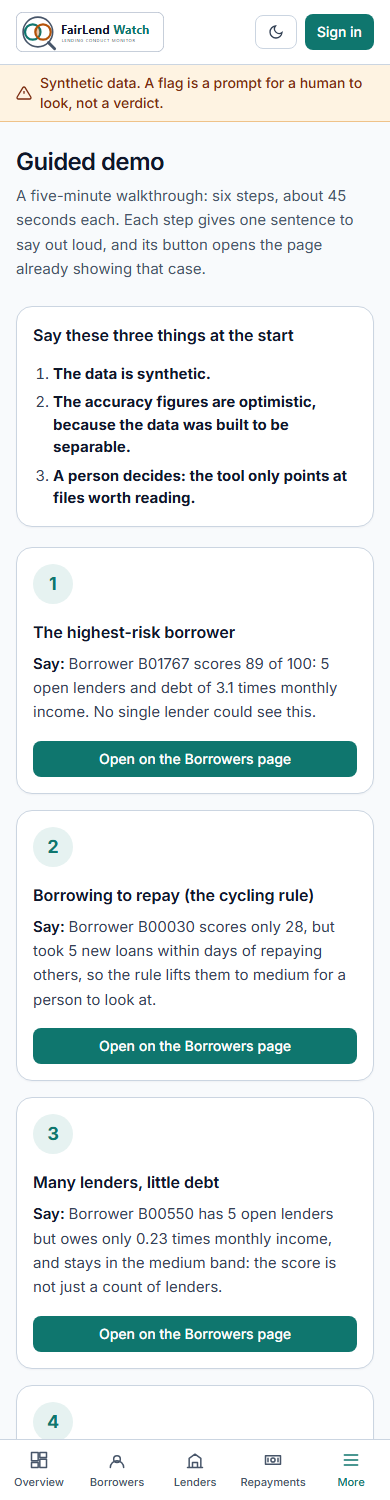 FairLend Watch
LENDING CONDUCT MONITOR
Sign in
Synthetic data. A flag is a prompt for a human to
look, not a verdict.
Guided demo
A five-minute walkthrough: six steps, about 45
seconds each. Each step gives one sentence to
say out loud, and its button opens the page
already showing that case.
Say these three things at the start
1. The data is synthetic.
2. The accuracy figures are optimistic,
because the data was built to be
separable.
3. A person decides: the tool only points at
files worth reading.
1
The highest-risk borrower
Say: Borrower B01767 scores 89 of 100: 5
open lenders and debt of 3.1 times monthly
income. No single lender could see this.
Open on the Borrowers page
2
Borrowing to repay (the cycling rule)
Say: Borrower B00030 scores only 28, but
took 5 new loans within days of repaying
others, so the rule lifts them to medium for a
person to look at.
Open on the Borrowers page
3
Many lenders, little debt
Say: Borrower B00550 has 5 open lenders
but owes only 0.23 times monthly income,
and stays in the medium band: the score is
not just a count of lenders.
Open on the Borrowers page
4
Overview
Borrowers
Lenders
Repayments
More